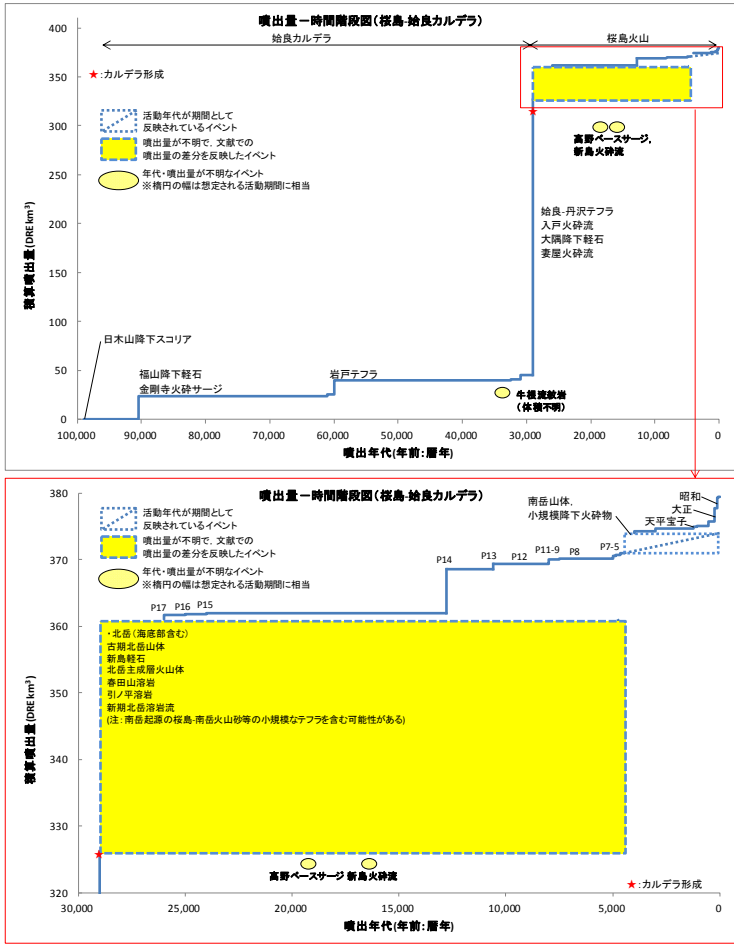 噴出量－時間階段図（桜島-姶良カルデラ）
姶良カルデラ
桜島火山
★:カルデラ形成
活動年代が期間として
反映されているイベント
噴出量が不明で、文献での
噴出量の差分を反映したイベント
年代・噴出量が不明なイベント
※楕円の幅は想定される活動期間に相当
高野ベースサージ,
新島火砕流
姶良-丹沢テフラ
入戸火砕流
大隅降下軽石
妻屋火砕流
日木山降下スコリア
福山降下軽石
金剛寺火砕サージ
岩戸テフラ
牛根流紋岩
（体積不明）
積算噴出量(DRE km³)
400
350
300
250
200
150
100
50
0
100,000 90,000 80,000 70,000 60,000 50,000 40,000 30,000 20,000 10,000 0
噴出年代(年前:暦年)
噴出量－時間階段図（桜島-姶良カルデラ）
活動年代が期間として
反映されているイベント
噴出量が不明で、文献での
噴出量の差分を反映したイベント
年代・噴出量が不明なイベント
※楕円の幅は想定される活動期間に相当
南岳山体,
小規模降下火砕物
昭和
大正
天平宝子
P17 P16 P15 P14 P13 P12 P11-9 P8 P7-5
・北岳（海底部含む）
古期北岳山体
新島軽石
北岳主成層火山体
春田山溶岩
引ノ平溶岩
新期北岳溶岩流
(注：南岳起源の桜島-南岳火山砂等の小規模なテフラを含む可能性がある)
高野ベースサージ 新島火砕流
★:カルデラ形成
積算噴出量(DRE km³)
380
370
360
350
340
330
320
30,000 25,000 20,000 15,000 10,000 5,000 0
噴出年代(年前:暦年)